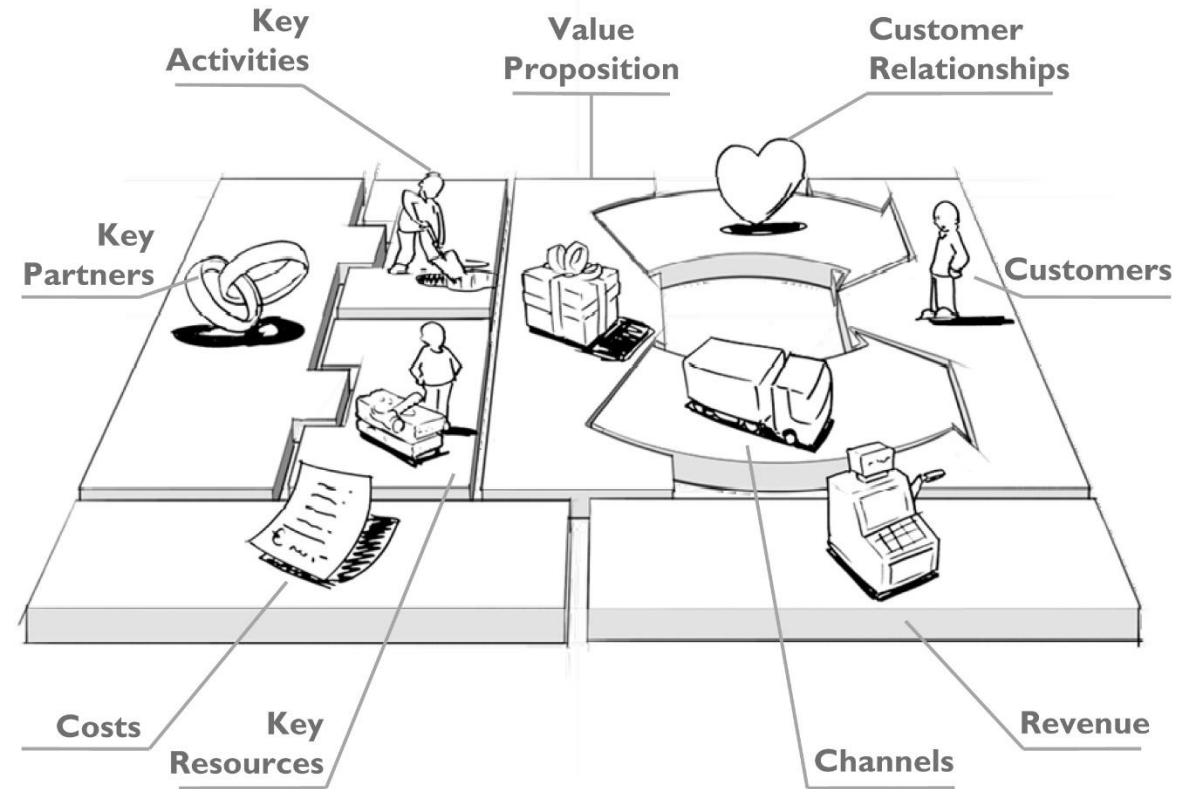 Key
Activities
Value
Proposition
Customer
Relationships
Key
Partners
Customers
Costs
Key
Resources
Channels
Revenue